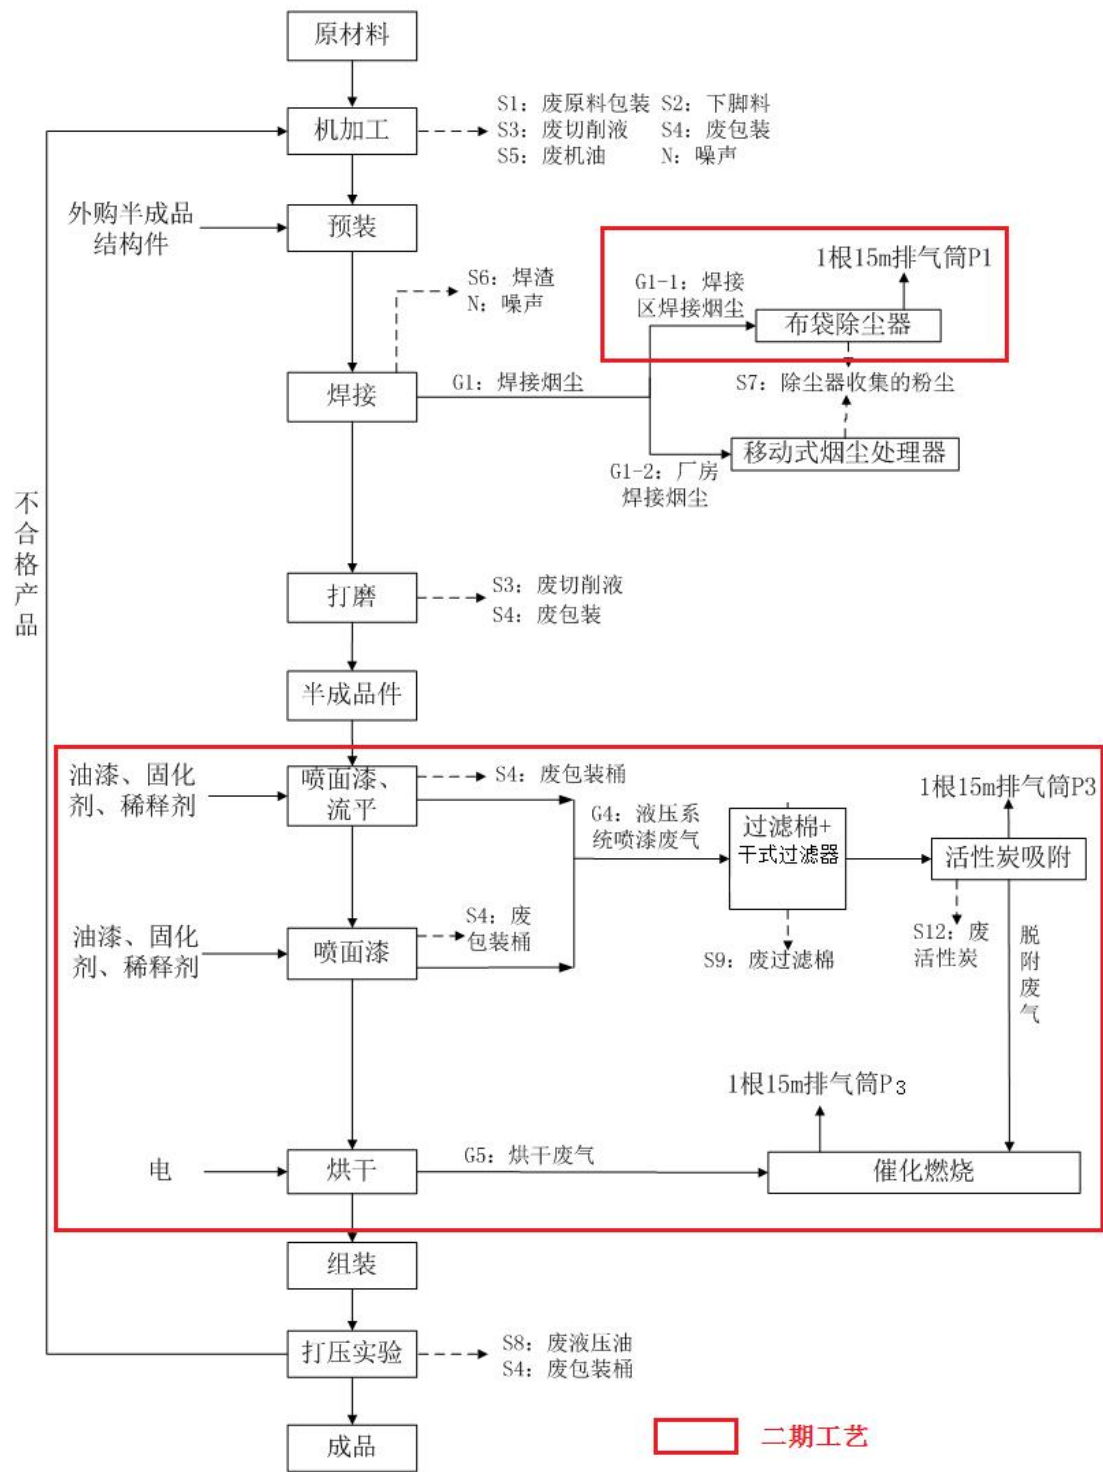 原材料
机加工
S1: 废原料包装 S2: 下脚料
S3: 废切削液 S4: 废包装
S5: 废机油 N: 噪声
外购半成品
结构件
预装
S6: 焊渣
N: 噪声
1根15m排气筒P1
G1-1: 焊接
区焊接烟尘
布袋除尘器
焊接
G1: 焊接烟尘
S7: 除尘器收集的粉尘
移动式烟尘处理器
G1-2: 厂房
焊接烟尘
不合格产品
打磨
S3: 废切削液
S4: 废包装
半成品件
油漆、固化
剂、稀释剂
喷面漆、
流平
S4: 废包装桶
G4: 液压系
统喷漆废气
过滤棉+
干式过滤器
1根15m排气筒P3
活性炭吸附
油漆、固化
剂、稀释剂
喷面漆
S4: 废
包装桶
S9: 废过滤棉
S12: 废
活性炭
脱附废气
1根15m排气筒P3
电
烘干
G5: 烘干废气
催化燃烧
组装
打压实验
S8: 废液压油
S4: 废包装桶
成品
二期工艺